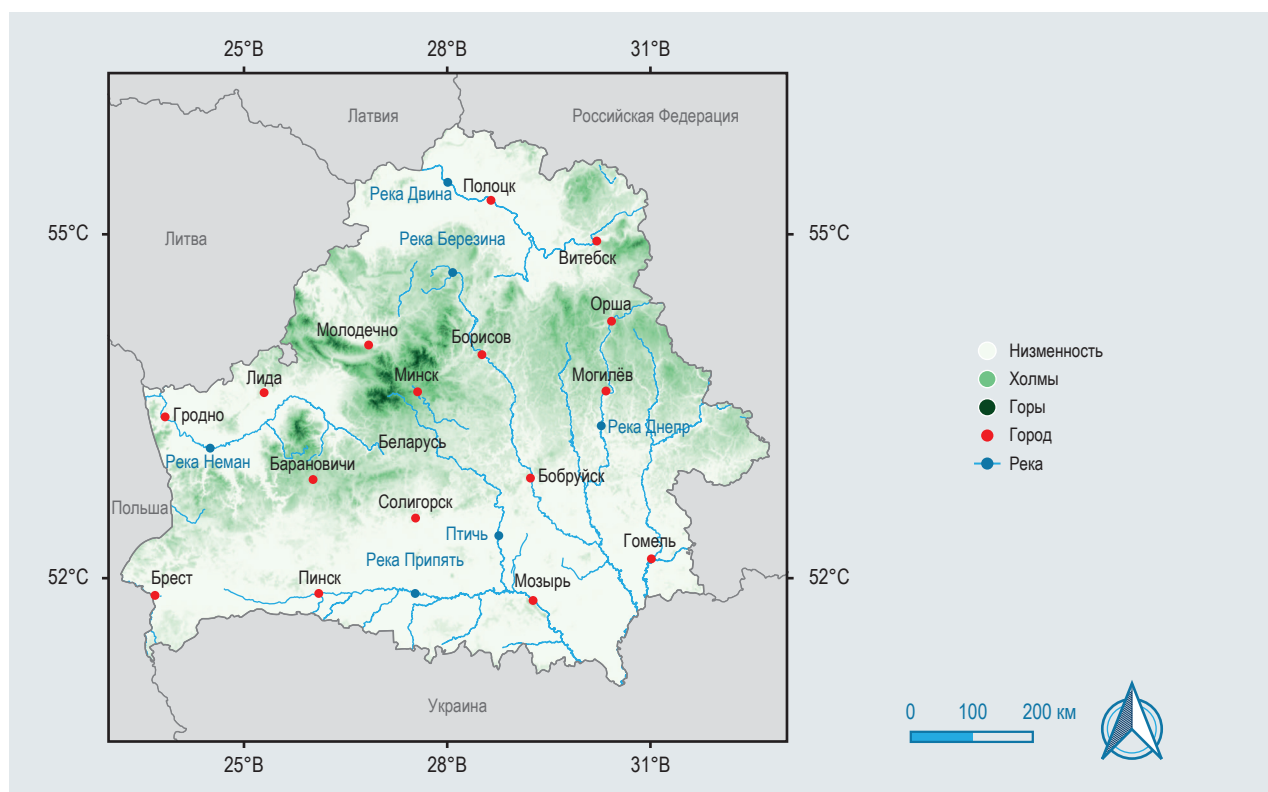 25°В 28°В 31°В
Латвия
Российская Федерация
Литва
Река Двина
Полоцк
55°С
55°С
Река Березина
Витебск
Орша
Молодечно
Борисов
Лида
Минск
Могилёв
Гродно
Беларусь
Река Днепр
Река Неман
Барановичи
Бобруйск
Польша
Солигорск
Птичь
Гомель
Река Припять
52°С
52°С
Брест
Пинск
Мозырь
Украина
25°В 28°В 31°В
Низменность
Холмы
Горы
Город
Река
0 100 200 км